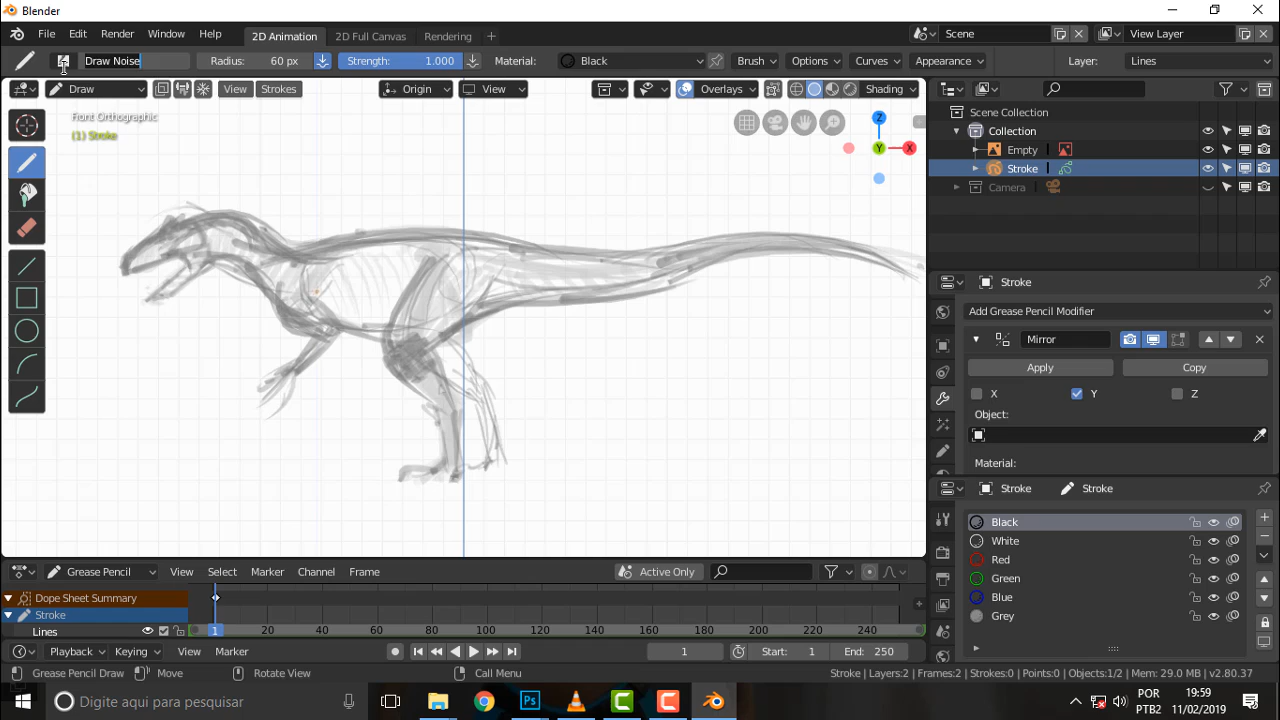 Blender
File Edit Render Window Help 2D Animation 2D Full Canvas Rendering + Scene View Layer
Draw Noise Radius: 60 px Strength: 1.000 Material: Black Brush Options Curves Appearance Layer: Lines
Draw View Strokes Origin View Overlays Shading
Front Orthographic
(1) Stroke
Z
Y
X
Scene Collection
Collection
Empty
Stroke
Camera
Stroke
Add Grease Pencil Modifier
Mirror
Apply Copy
X Y Z
Object:
Material:
Stroke Stroke
Black
White
Red
Green
Blue
Grey
Grease Pencil View Select Marker Channel Frame Active Only
Dope Sheet Summary
Stroke
Lines
1 20 40 60 80 100 120 140 160 180 200 220 240
Playback Keying View Marker 1 Start: 1 End: 250
Grease Pencil Draw Move Rotate View Call Menu Stroke | Layers:2 | Frames:2 | Strokes:0 | Points:0 | Objects:1/2 | Mem: 29.0 MB | v2.80.37
Digite aqui para pesquisar Ps C C POR 19:59
PTB2 11/02/2019